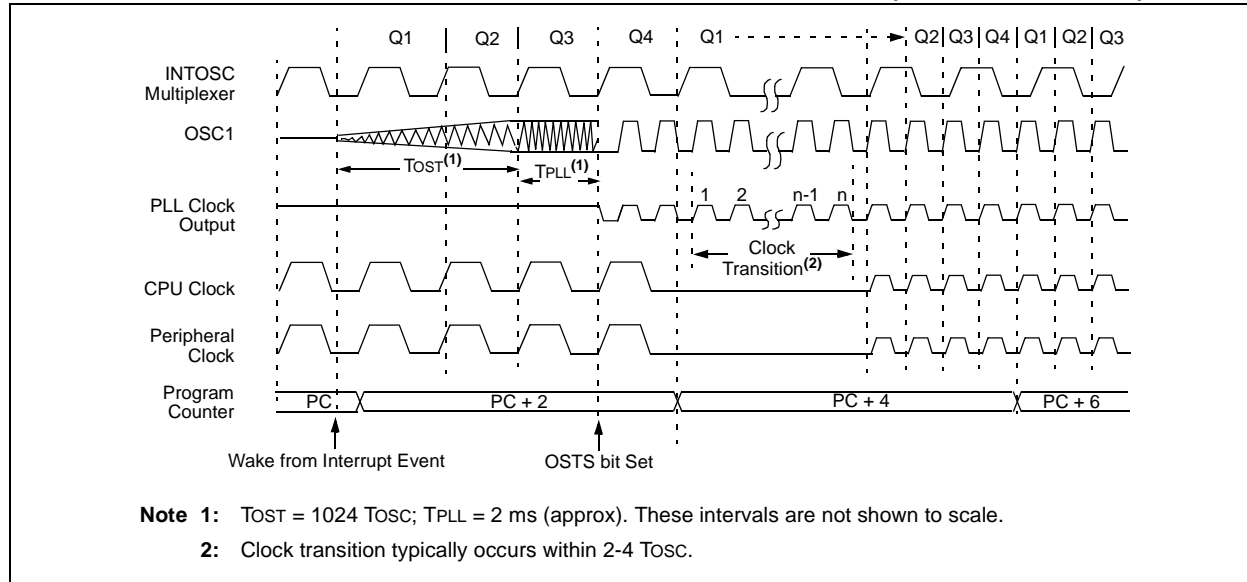 Q1 Q2 Q3 Q4 Q1 Q2 Q3 Q4 Q1 Q2 Q3
INTOSC
Multiplexer
OSC1
TOST(1)
TPLL(1)
PLL Clock
Output
1 2 n-1 n
Clock
Transition(2)
CPU Clock
Peripheral
Clock
Program
Counter
PC PC + 2 PC + 4 PC + 6
Wake from Interrupt Event
OSTS bit Set
Note 1: TOST = 1024 TOSC; TPLL = 2 ms (approx). These intervals are not shown to scale.
2: Clock transition typically occurs within 2-4 TOSC.